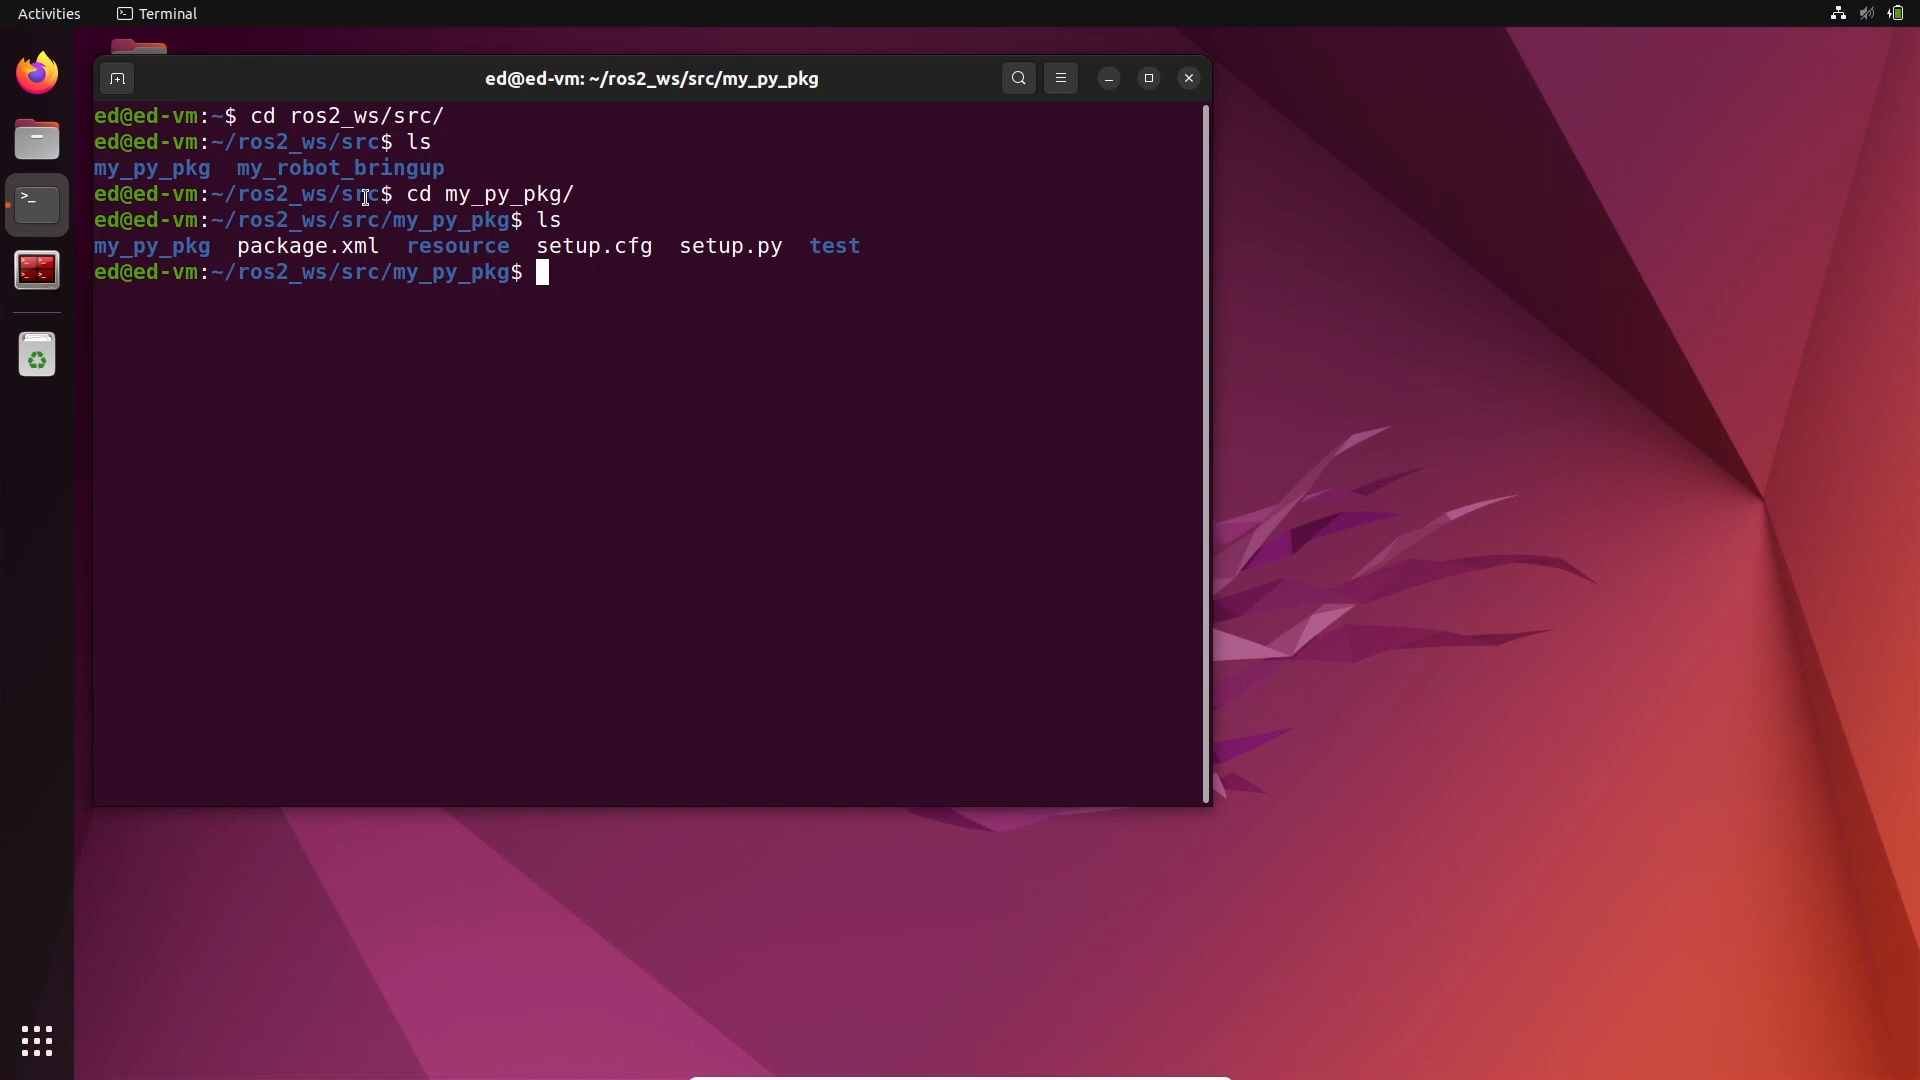 Activities Terminal
ed@ed-vm: ~/ros2_ws/src/my_py_pkg
ed@ed-vm:~$ cd ros2_ws/src/
ed@ed-vm:~/ros2_ws/src$ ls
my_py_pkg my_robot_bringup
ed@ed-vm:~/ros2_ws/src$ cd my_py_pkg/
ed@ed-vm:~/ros2_ws/src/my_py_pkg$ ls
my_py_pkg package.xml resource setup.cfg setup.py test
ed@ed-vm:~/ros2_ws/src/my_py_pkg$